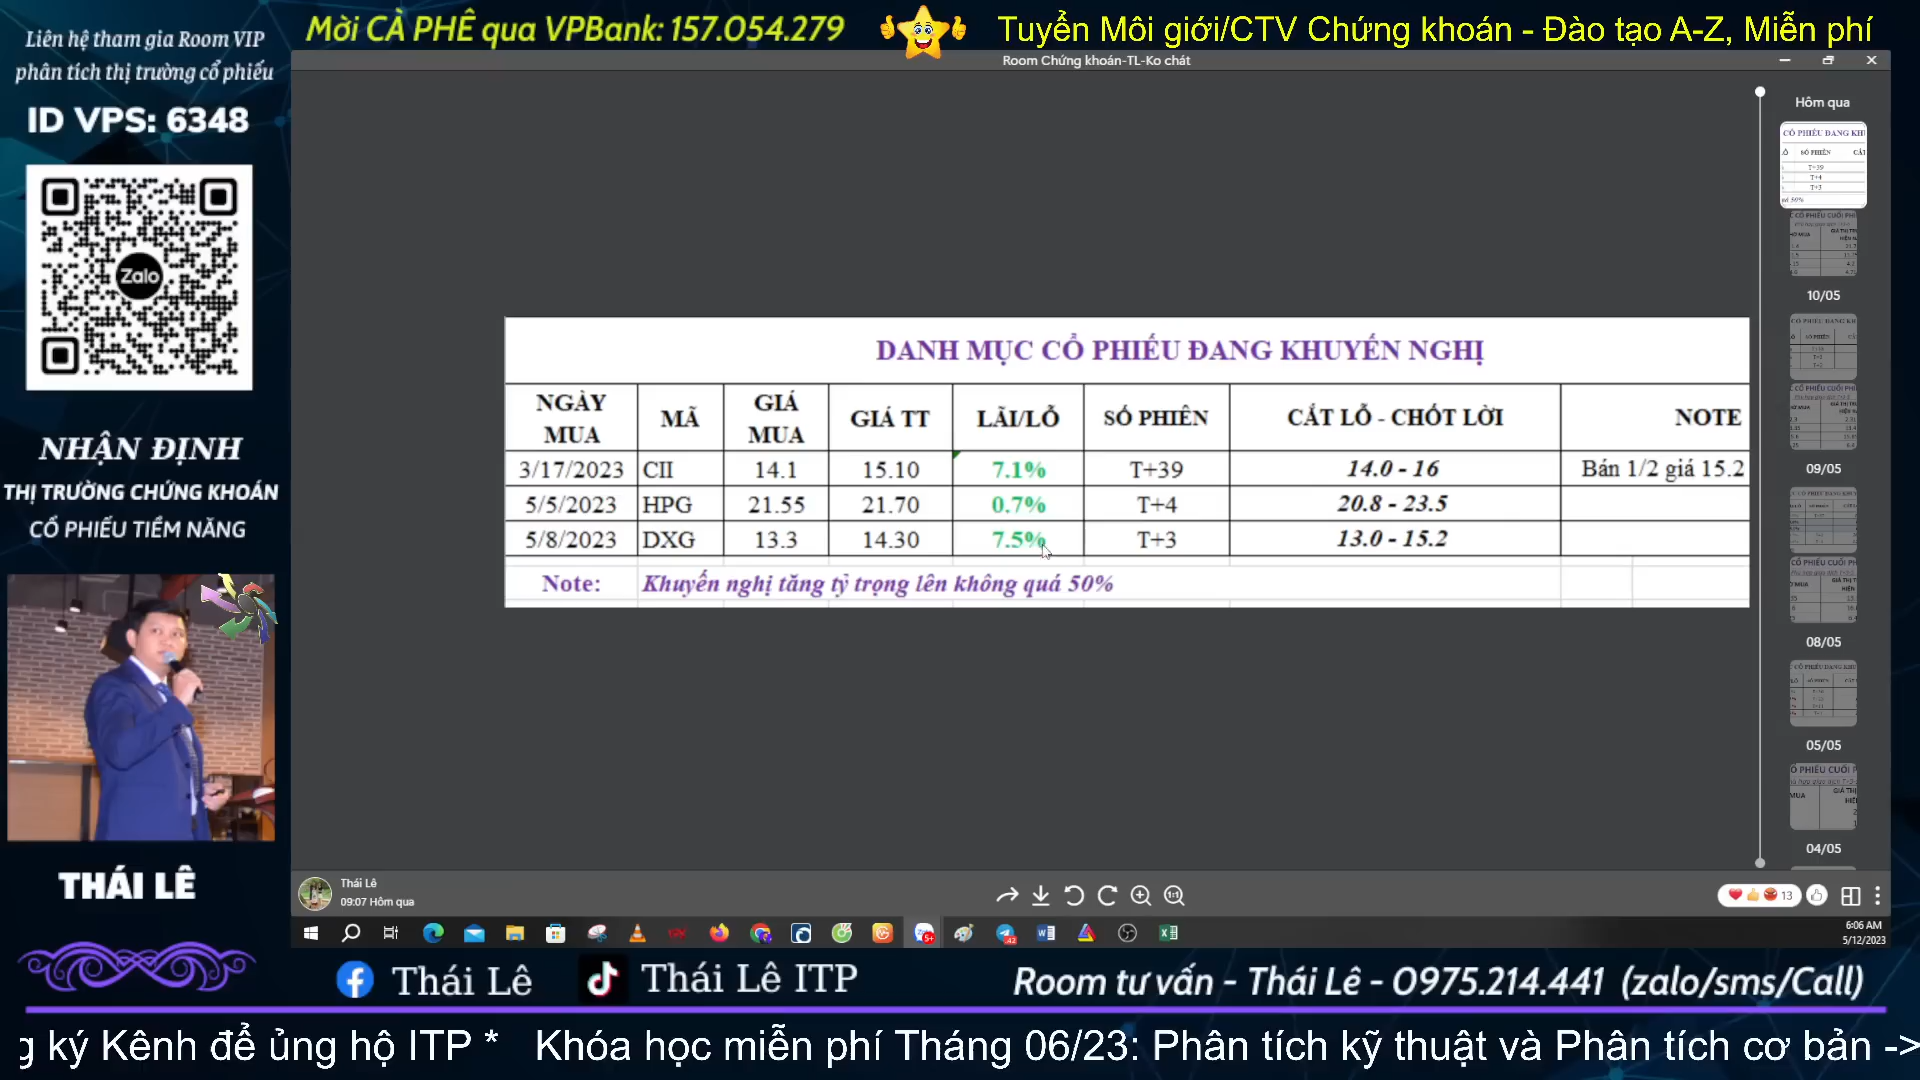 Liên hệ tham gia Room VIP
phân tích thị trường cổ phiếu
ID VPS: 6348
Zalo
NHẬN ĐỊNH
THỊ TRƯỜNG CHỨNG KHOÁN
CỔ PHIẾU TIỀM NĂNG
THÁI LÊ
Mời CÀ PHÊ qua VPBank: 157.054.279
Tuyển Môi giới/CTV Chứng khoán - Đào tạo A-Z, Miễn phí
Room Chứng khoán-TL-Ko chát
DANH MỤC CỔ PHIẾU ĐANG KHUYẾN NGHỊ
NGÀY MUA MÃ GIÁ MUA GIÁ TT LÃI/LỖ SỐ PHIÊN CẮT LỖ - CHỐT LỜI NOTE
3/17/2023 CII 14.1 15.10 7.1% T+39 14.0 - 16 Bán 1/2 giá 15.2
5/5/2023 HPG 21.55 21.70 0.7% T+4 20.8 - 23.5
5/8/2023 DXG 13.3 14.30 7.5% T+3 13.0 - 15.2
Note: Khuyến nghị tăng tỷ trọng lên không quá 50%
Hôm qua
10/05
09/05
08/05
05/05
04/05
Thái Lê
09:07 Hôm qua
13
6:06 AM
5/12/2023
Thái Lê
Thái Lê ITP
Room tư vấn - Thái Lê - 0975.214.441 (zalo/sms/Call)
ký Kênh để ủng hộ ITP * Khóa học miễn phí Tháng 06/23: Phân tích kỹ thuật và Phân tích cơ bản ->